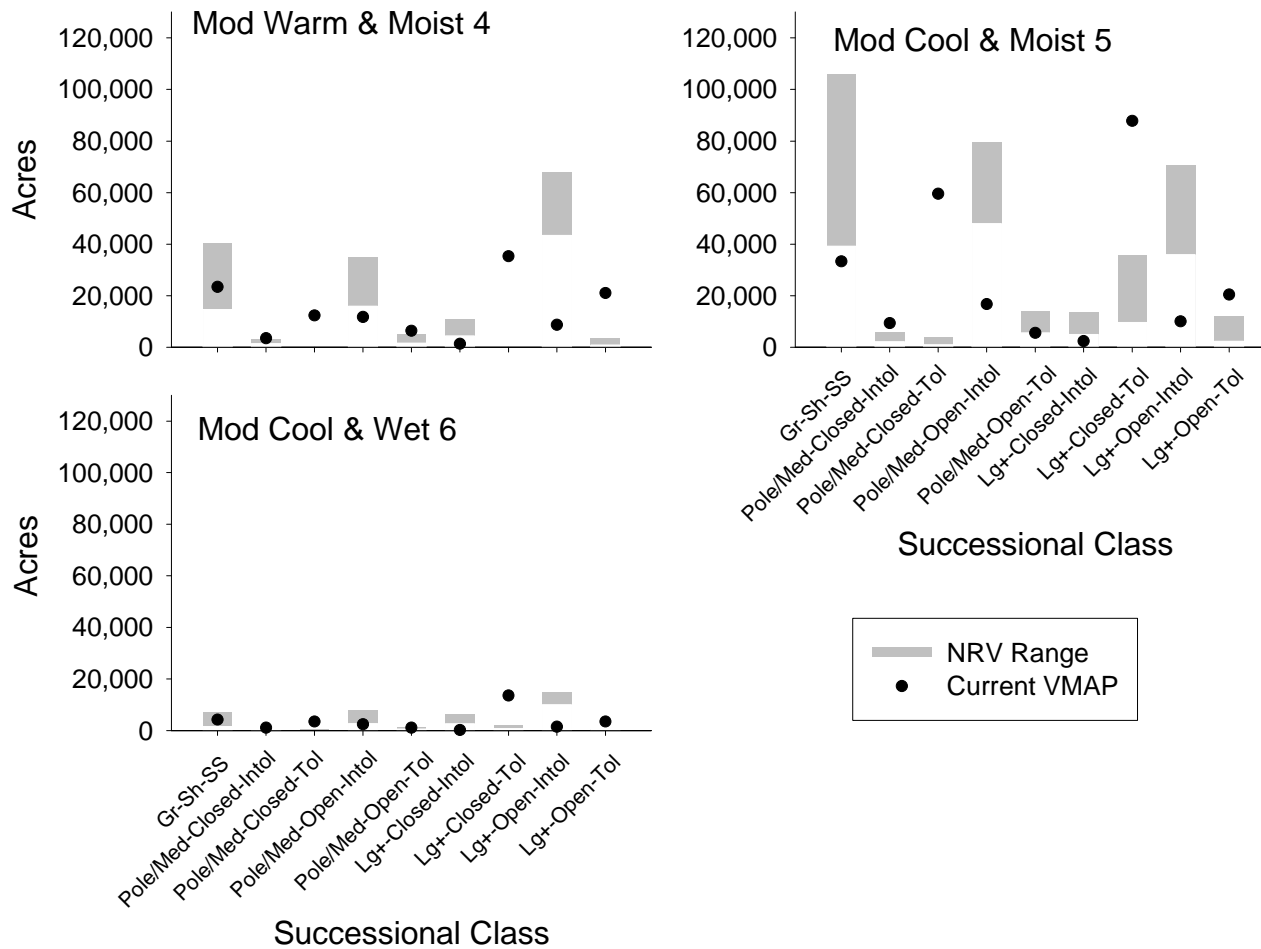 Mod Warm & Moist 4
Acres
120,000
100,000
80,000
60,000
40,000
20,000
0
Mod Cool & Moist 5
120,000
100,000
80,000
60,000
40,000
20,000
0
Gr-Sh-SS
Pole/Med-Closed-Intol
Pole/Med-Closed-Tol
Pole/Med-Open-Intol
Pole/Med-Open-Tol
Lg+-Closed-Intol
Lg+-Closed-Tol
Lg+-Open-Intol
Lg+-Open-Tol
Successional Class
Mod Cool & Wet 6
Acres
120,000
100,000
80,000
60,000
40,000
20,000
0
Gr-Sh-SS
Pole/Med-Closed-Intol
Pole/Med-Closed-Tol
Pole/Med-Open-Intol
Pole/Med-Open-Tol
Lg+-Closed-Intol
Lg+-Closed-Tol
Lg+-Open-Intol
Lg+-Open-Tol
Successional Class
NRV Range
Current VMAP